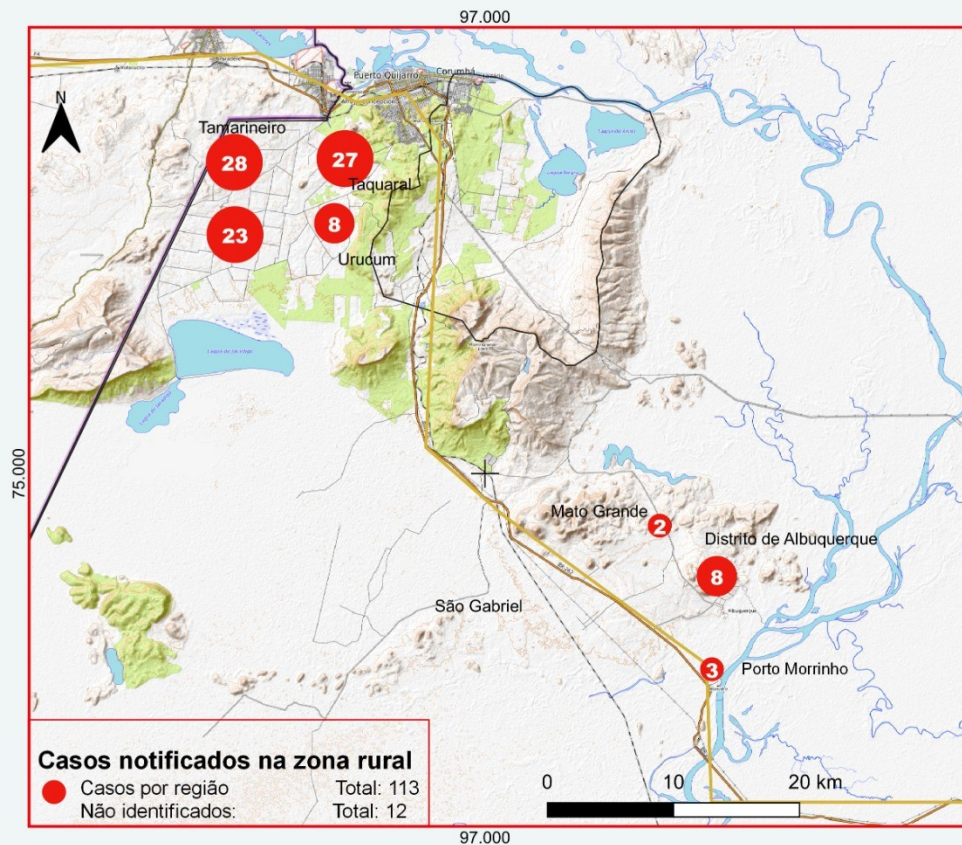 97.000
Puerto Quijarro
Corumbá
N
Tamarineiro
28
27
Taquaral
23
8
Urucum
75.000
Mato Grande
2
Distrito de Albuquerque
8
Albuquerque
São Gabriel
3
Porto Morrinho
Casos notificados na zona rural
Casos por região Total: 113
Não identificados: Total: 12
0 10 20 km
97.000